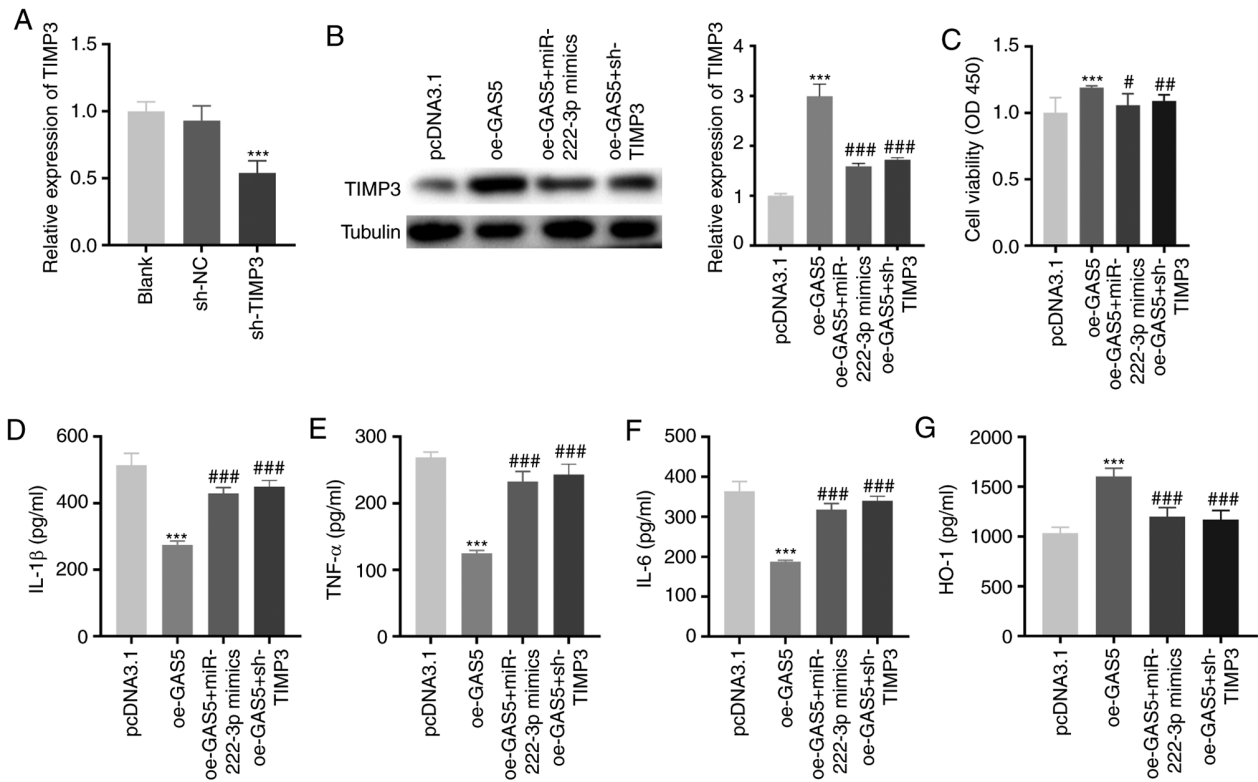 A
Relative expression of TIMP3
1.5
1.0
0.5
0.0
***
Blank
sh-NC
sh-TIMP3
B
pcDNA3.1
oe-GAS5
oe-GAS5+miR-
222-3p mimics
oe-GAS5+sh-
TIMP3
TIMP3
Tubulin
Relative expression of TIMP3
4
3
2
1
0
***
###
###
pcDNA3.1
oe-GAS5
oe-GAS5+miR-
222-3p mimics
oe-GAS5+sh-
TIMP3
C
Cell viability (OD 450)
1.5
1.0
0.5
0.0
***
#
##
pcDNA3.1
oe-GAS5
oe-GAS5+miR-
222-3p mimics
oe-GAS5+sh-
TIMP3
D
IL-1β (pg/ml)
600
400
200
0
***
###
###
pcDNA3.1
oe-GAS5
oe-GAS5+miR-
222-3p mimics
oe-GAS5+sh-
TIMP3
E
TNF-α (pg/ml)
300
200
100
0
***
###
###
pcDNA3.1
oe-GAS5
oe-GAS5+miR-
222-3p mimics
oe-GAS5+sh-
TIMP3
F
IL-6 (pg/ml)
500
400
300
200
100
0
***
###
###
pcDNA3.1
oe-GAS5
oe-GAS5+miR-
222-3p mimics
oe-GAS5+sh-
TIMP3
G
HO-1 (pg/ml)
2000
1500
1000
500
0
***
###
###
pcDNA3.1
oe-GAS5
oe-GAS5+miR-
222-3p mimics
oe-GAS5+sh-
TIMP3